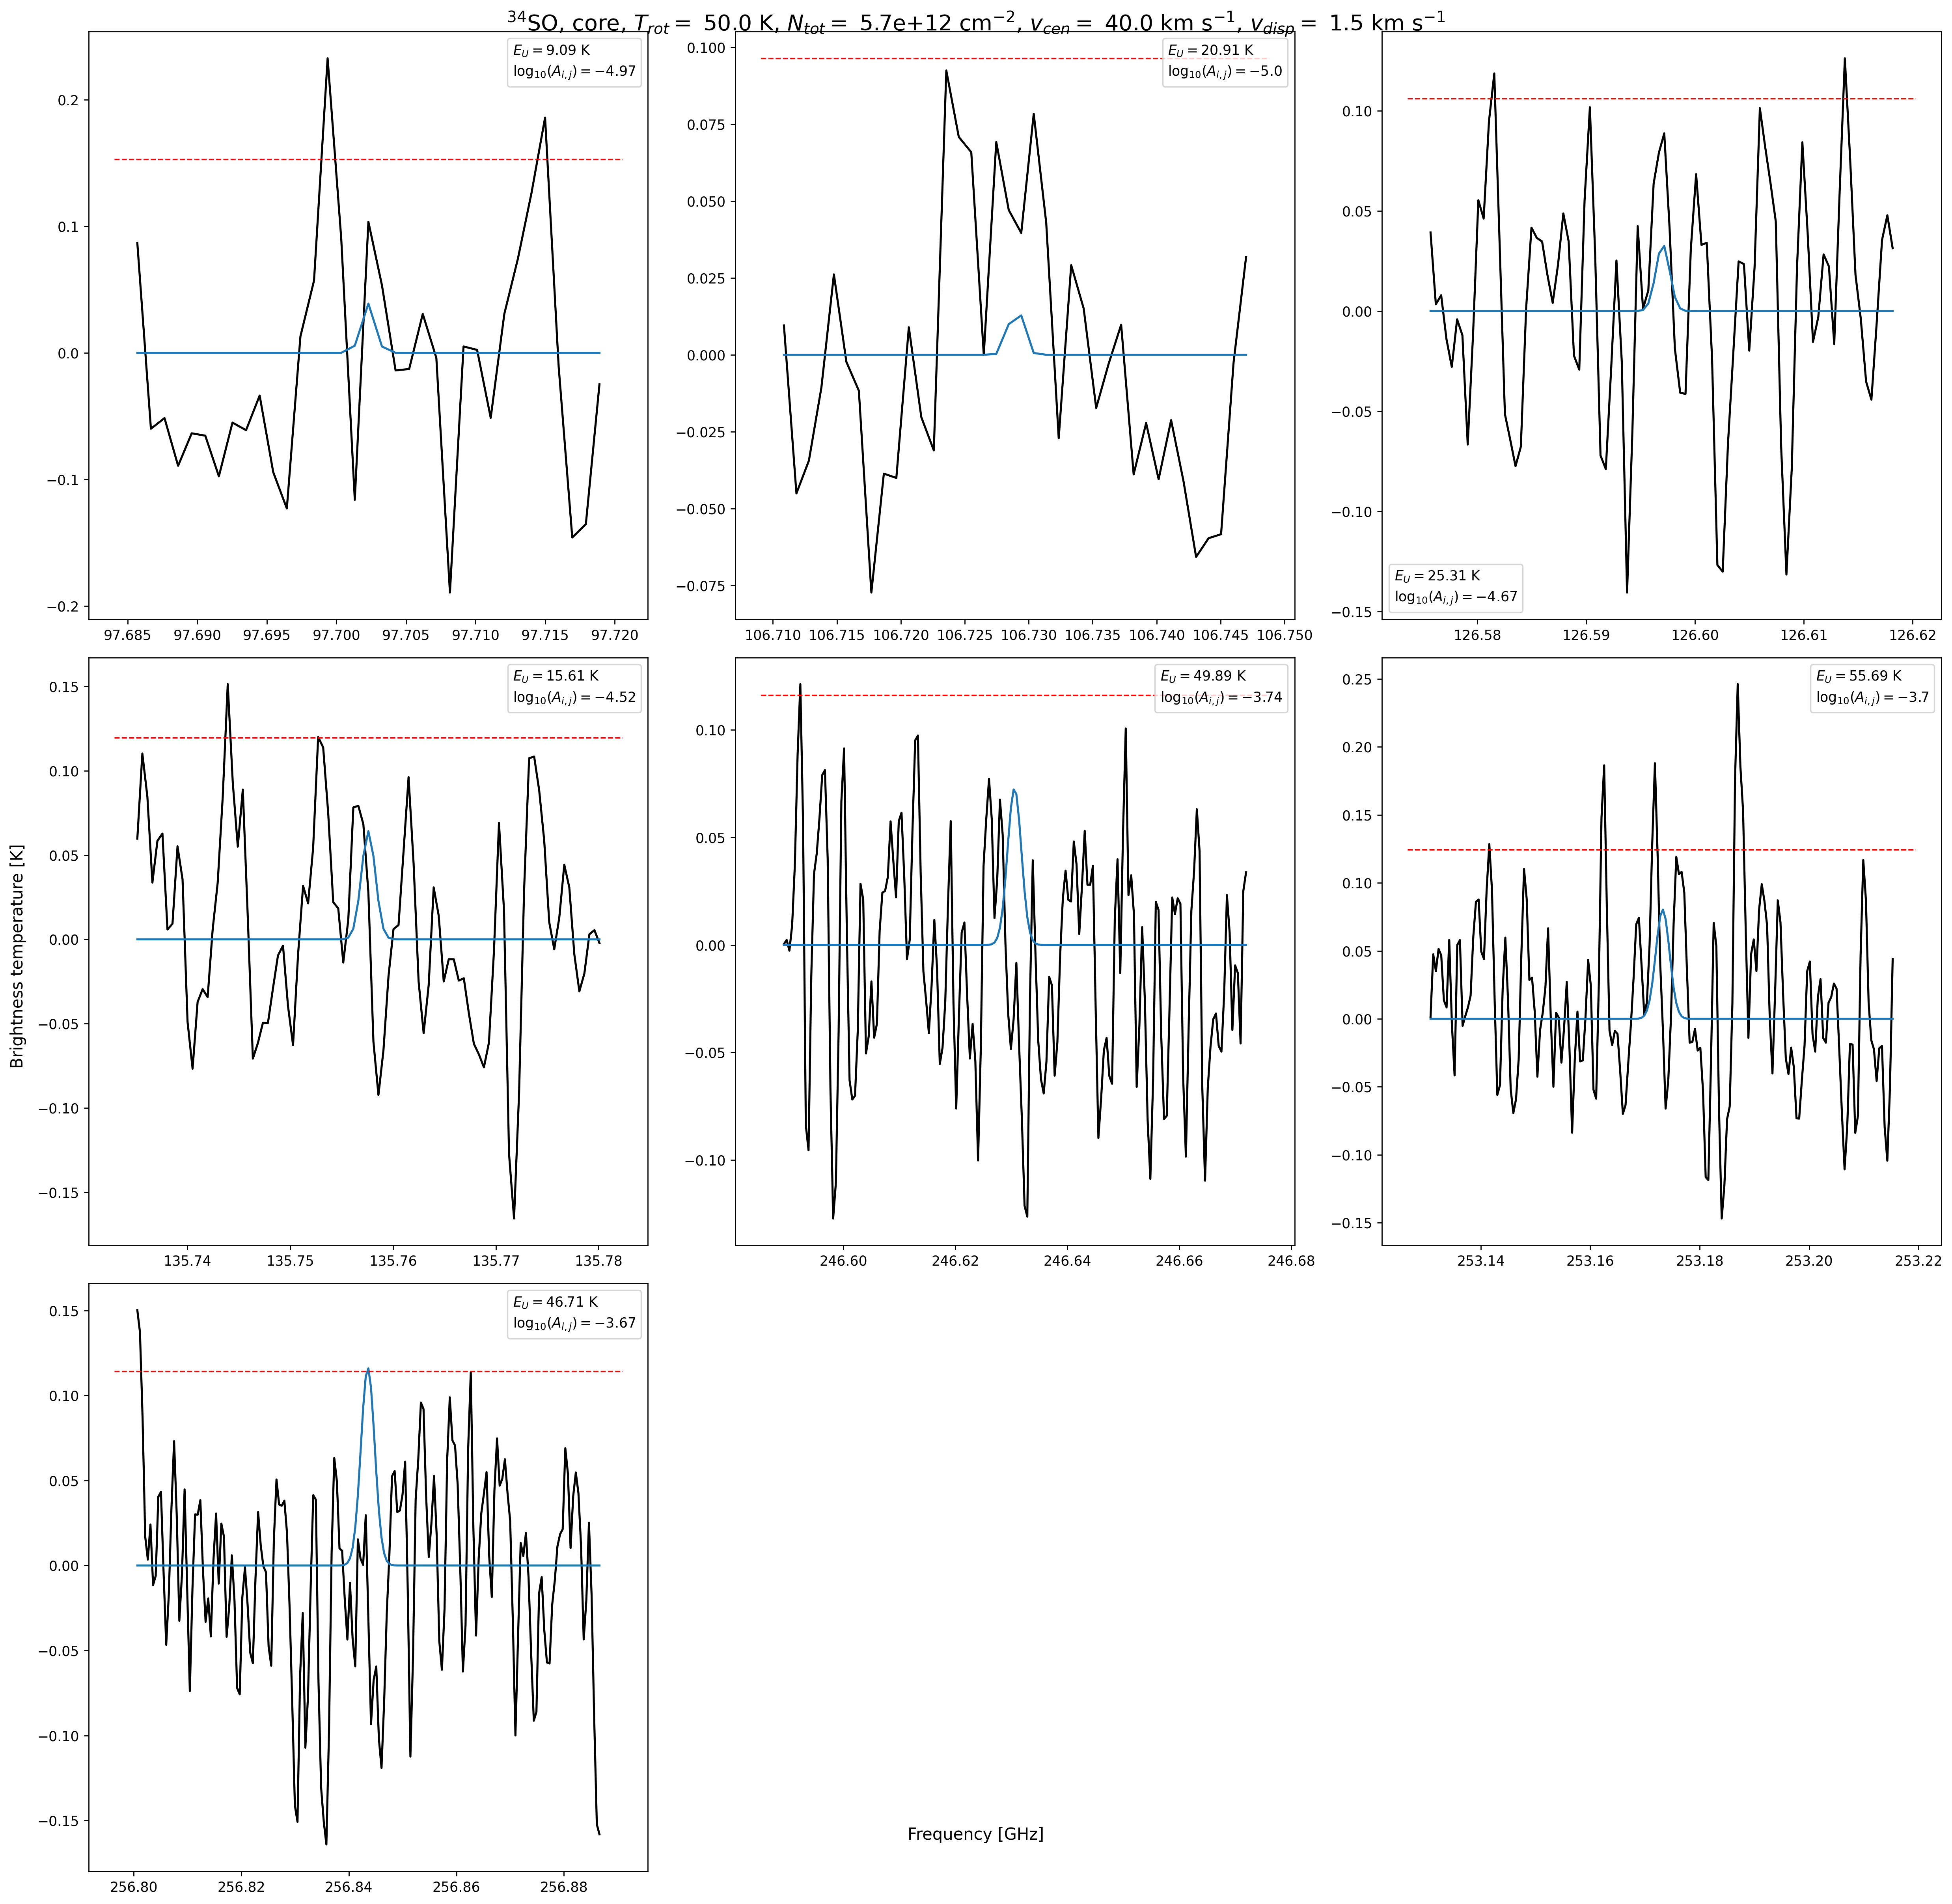 ³⁴SO, core, T_rot = 50.0 K, N_tot = 5.7e+12 cm⁻², v_cen = 40.0 km s⁻¹, v_disp = 1.5 km s⁻¹
E_U = 9.09 K
log₁₀(A_i,j) = −4.97
0.2
0.1
0.0
−0.1
−0.2
97.685 97.690 97.695 97.700 97.705 97.710 97.715 97.720
E_U = 20.91 K
log₁₀(A_i,j) = −5.0
0.100
0.075
0.050
0.025
0.000
−0.025
−0.050
−0.075
106.710 106.715 106.720 106.725 106.730 106.735 106.740 106.745 106.750
0.10
0.05
0.00
−0.05
−0.10
−0.15
E_U = 25.31 K
log₁₀(A_i,j) = −4.67
126.58 126.59 126.60 126.61 126.62
Brightness temperature [K]
E_U = 15.61 K
log₁₀(A_i,j) = −4.52
0.15
0.10
0.05
0.00
−0.05
−0.10
−0.15
135.74 135.75 135.76 135.77 135.78
E_U = 49.89 K
log₁₀(A_i,j) = −3.74
0.10
0.05
0.00
−0.05
−0.10
246.60 246.62 246.64 246.66 246.68
E_U = 55.69 K
log₁₀(A_i,j) = −3.7
0.25
0.20
0.15
0.10
0.05
0.00
−0.05
−0.10
−0.15
253.14 253.16 253.18 253.20 253.22
E_U = 46.71 K
log₁₀(A_i,j) = −3.67
0.15
0.10
0.05
0.00
−0.05
−0.10
−0.15
256.80 256.82 256.84 256.86 256.88
Frequency [GHz]